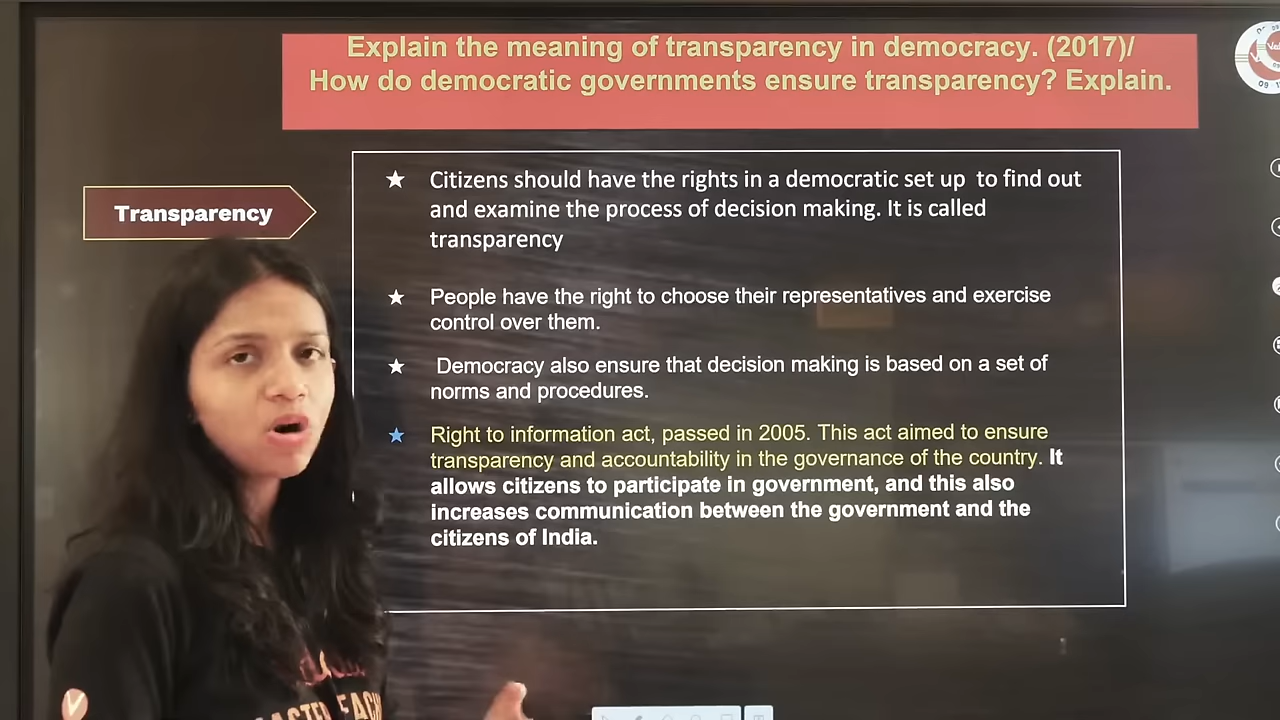 Explain the meaning of transparency in democracy. (2017)/
How do democratic governments ensure transparency? Explain.
Transparency
★ Citizens should have the rights in a democratic set up to find out
and examine the process of decision making. It is called
transparency
★ People have the right to choose their representatives and exercise
control over them.
★ Democracy also ensure that decision making is based on a set of
norms and procedures.
★ Right to information act, passed in 2005. This act aimed to ensure
transparency and accountability in the governance of the country. It
allows citizens to participate in government, and this also
increases communication between the government and the
citizens of India.